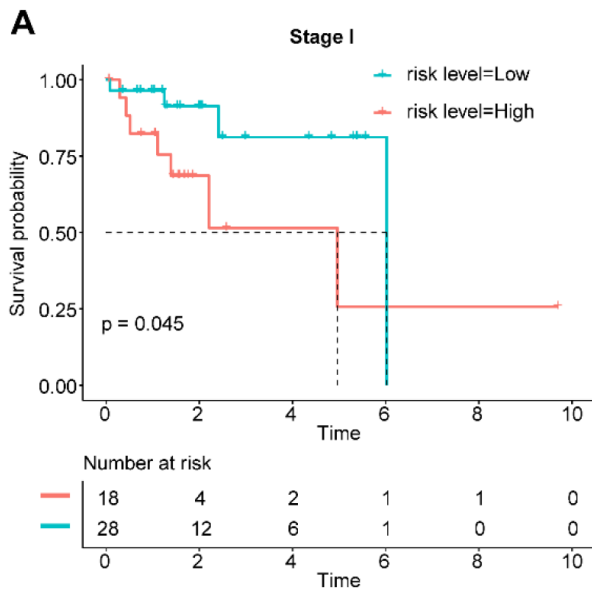 A
Stage I
risk level=Low
risk level=High
Survival probability
1.00
0.75
0.50
0.25
0.00
p = 0.045
0 2 4 6 8 10
Time
Number at risk
18 4 2 1 1 0
28 12 6 1 0 0
0 2 4 6 8 10
Time